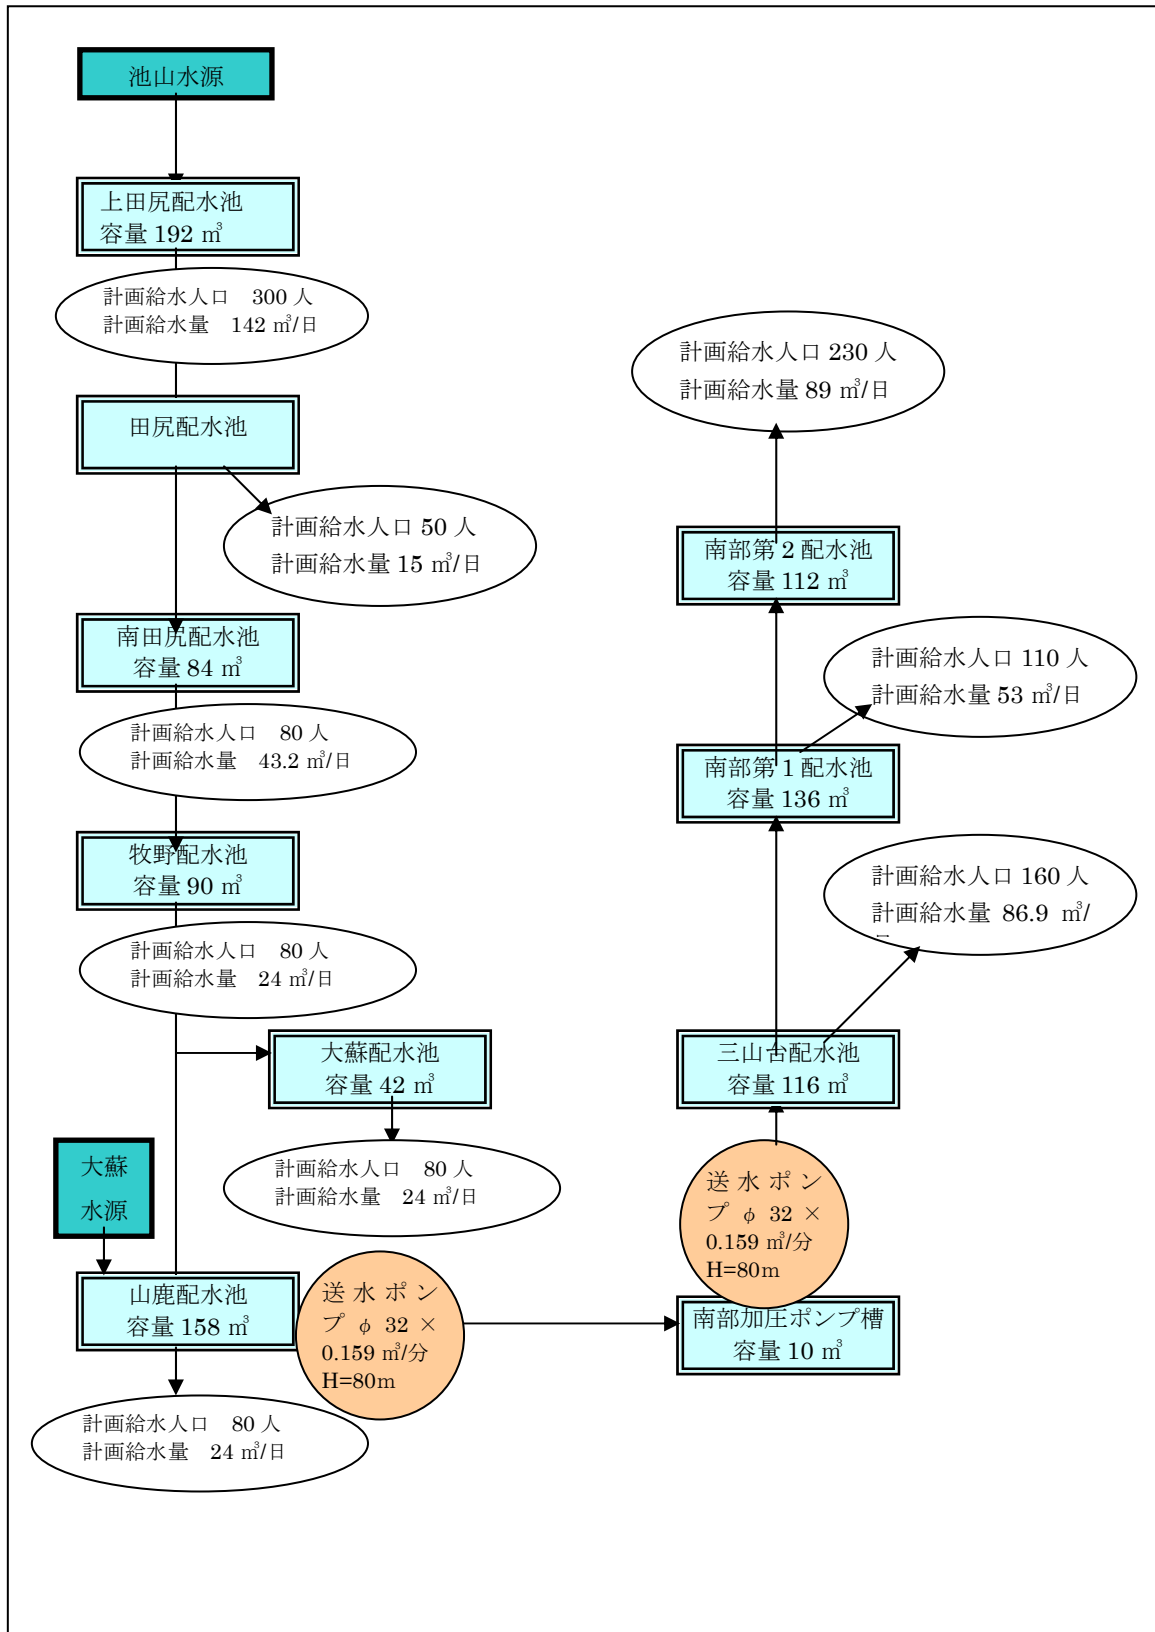 池山水源
上田尻配水池
容量 192 ㎥
計画給水人口　300 人
計画給水量　142 ㎥/日
田尻配水池
計画給水人口 50 人
計画給水量 15 ㎥/日
南田尻配水池
容量 84 ㎥
計画給水人口　80 人
計画給水量　43.2 ㎥/日
牧野配水池
容量 90 ㎥
計画給水人口　80 人
計画給水量　24 ㎥/日
大蘇配水池
容量 42 ㎥
計画給水人口　80 人
計画給水量　24 ㎥/日
大蘇
水源
山鹿配水池
容量 158 ㎥
計画給水人口　80 人
計画給水量　24 ㎥/日
送水ポン
プ φ 32 ×
0.159 ㎥/分
H=80m
南部加圧ポンプ槽
容量 10 ㎥
送水ポン
プ φ 32 ×
0.159 ㎥/分
H=80m
三山台配水池
容量 116 ㎥
計画給水人口 160 人
計画給水量 86.9 ㎥/
南部第 1 配水池
容量 136 ㎥
計画給水人口 110 人
計画給水量 53 ㎥/日
南部第 2 配水池
容量 112 ㎥
計画給水人口 230 人
計画給水量 89 ㎥/日